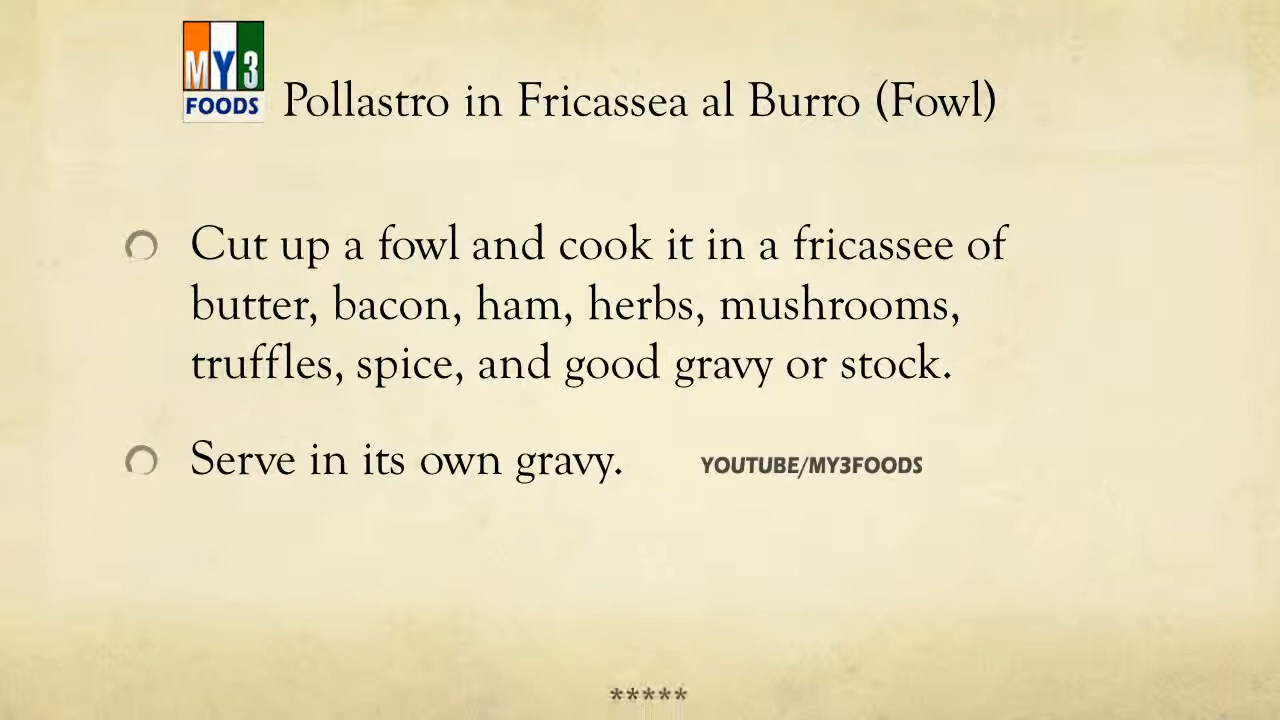 MY3
FOODS
Pollastro in Fricassea al Burro (Fowl)
Cut up a fowl and cook it in a fricassee of
butter, bacon, ham, herbs, mushrooms,
truffles, spice, and good gravy or stock.
Serve in its own gravy.
YOUTUBE/MY3FOODS
*****